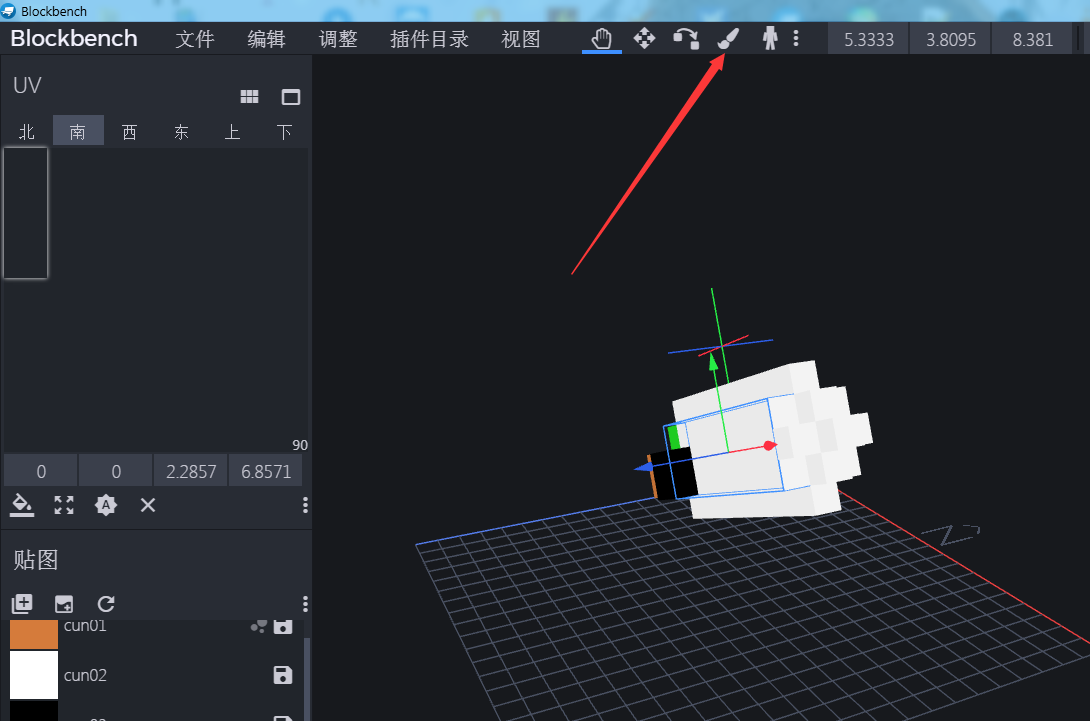 Blockbench
Blockbench 文件 编辑 调整 插件目录 视图 5.3333 3.8095 8.381
UV
北 南 西 东 上 下
90
0 0 2.2857 6.8571
A
贴图
cun01
cun02